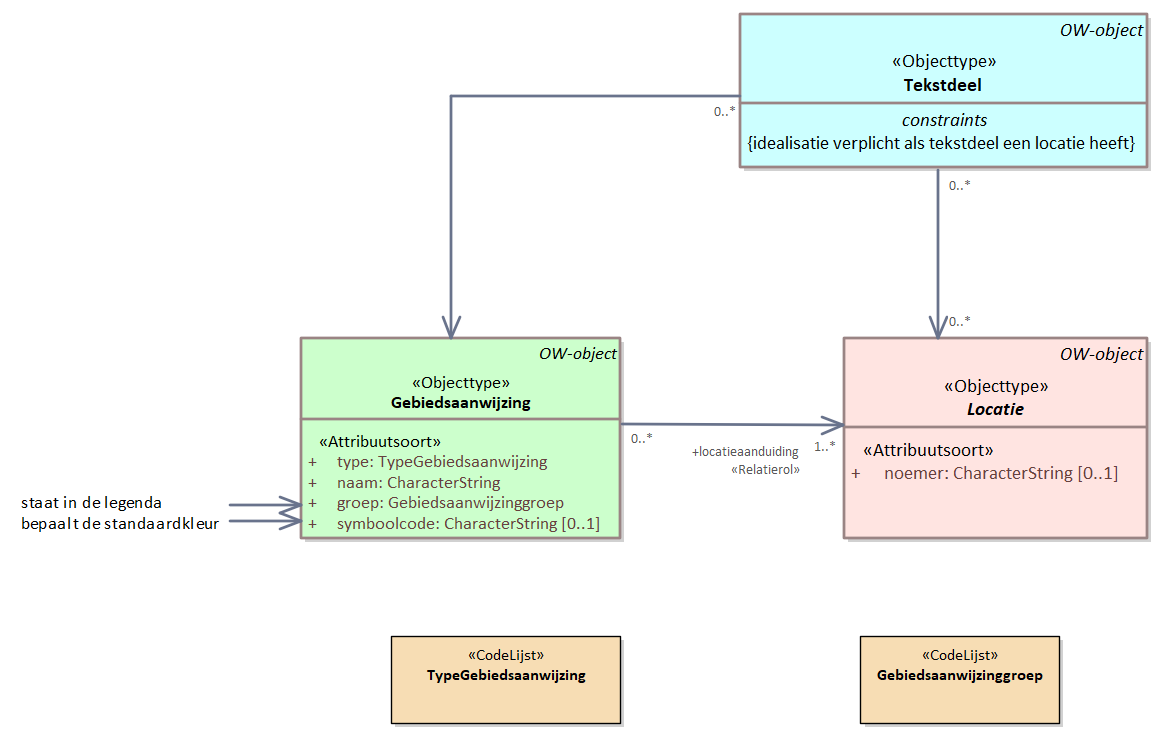 OW-object
«Objecttype»
Tekstdeel
constraints
{idealisatie verplicht als tekstdeel een locatie heeft}
0..*
0..*
0..*
OW-object
«Objecttype»
Gebiedsaanwijzing
«Attribuutsoort»
+ type: TypeGebiedsaanwijzing
+ naam: CharacterString
+ groep: Gebiedsaanwijzinggroep
+ symboolcode: CharacterString [0..1]
staat in de legenda
bepaalt de standaardkleur
0..*
+locatieaanduiding
«Relatierol»
1..*
OW-object
«Objecttype»
Locatie
«Attribuutsoort»
+ noemer: CharacterString [0..1]
«CodeLijst»
TypeGebiedsaanwijzing
«CodeLijst»
Gebiedsaanwijzinggroep